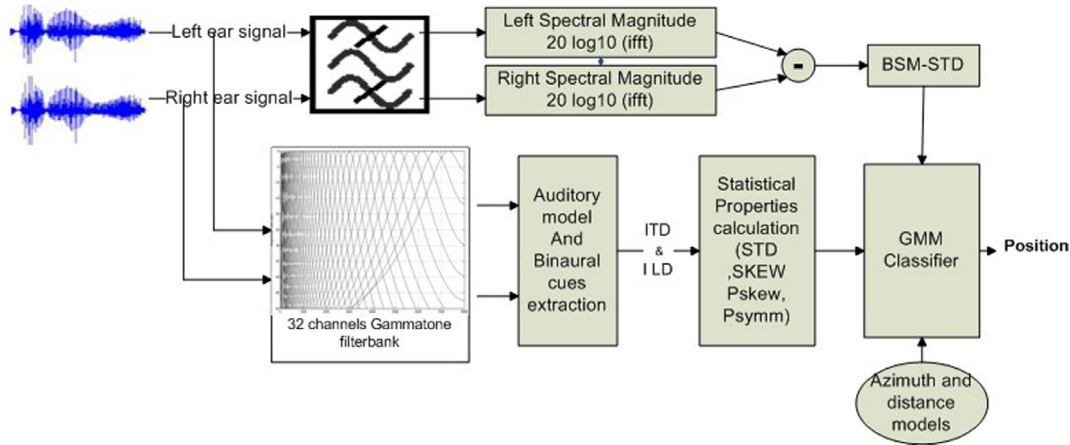 Left ear signal
Right ear signal
Left Spectral Magnitude
20 log10 (ifft)
Right Spectral Magnitude
20 log10 (ifft)
-
BSM-STD
32 channels Gammatone
filterbank
Auditory
model
And
Binaural
cues
extraction
ITD
&
I LD
Statistical
Properties
calculation
(STD
,SKEW
Pskew,
Psymm)
GMM
Classifier
Position
Azimuth and
distance
models